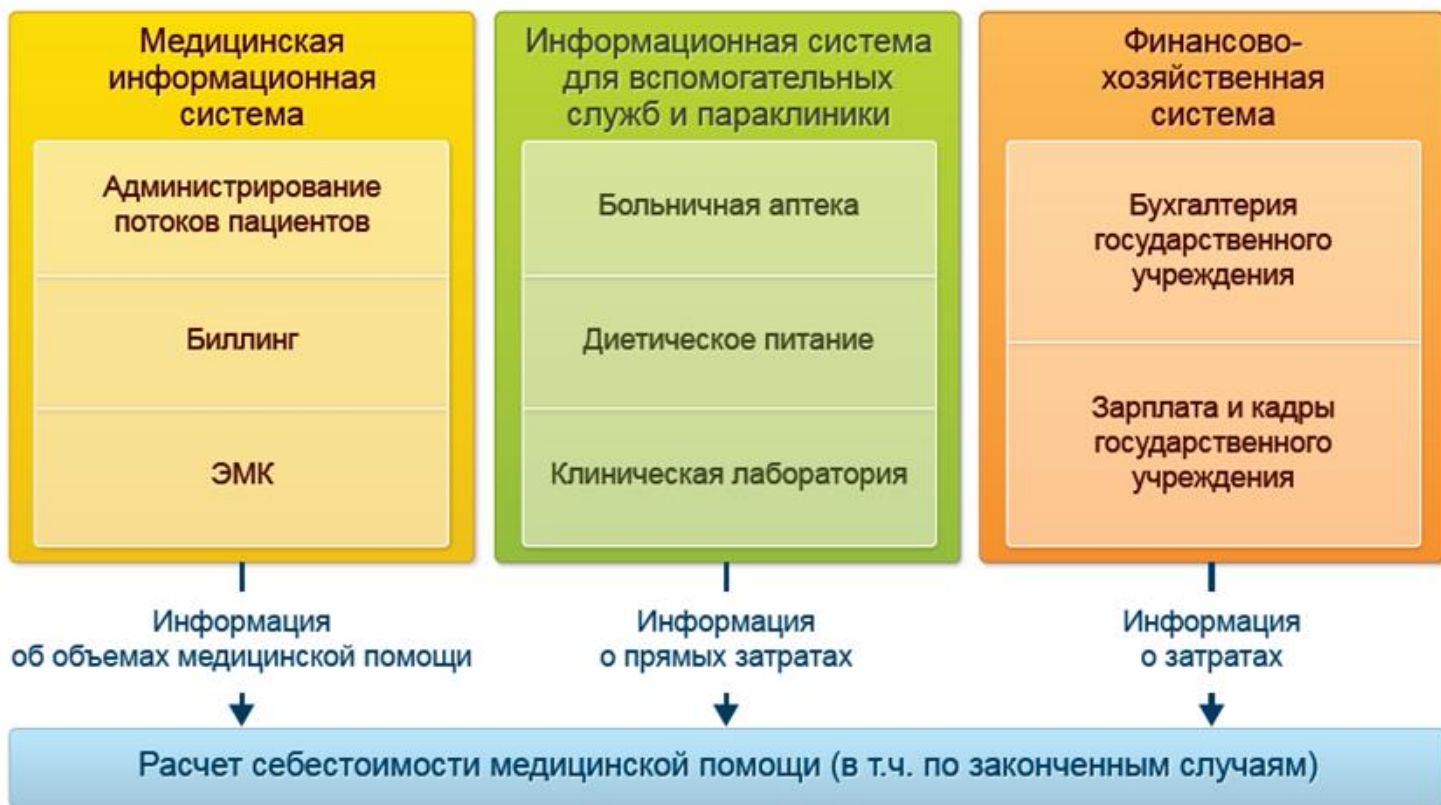 Медицинская
информационная
система
Администрирование
потоков пациентов
Биллинг
ЭМК
Информационная система
для вспомогательных
служб и параклиники
Больничная аптека
Диетическое питание
Клиническая лаборатория
Финансово-
хозяйственная
система
Бухгалтерия
государственного
учреждения
Зарплата и кадры
государственного
учреждения
Информация
об объемах медицинской помощи
Информация
о прямых затратах
Информация
о затратах
Расчет себестоимости медицинской помощи (в т.ч. по законченным случаям)